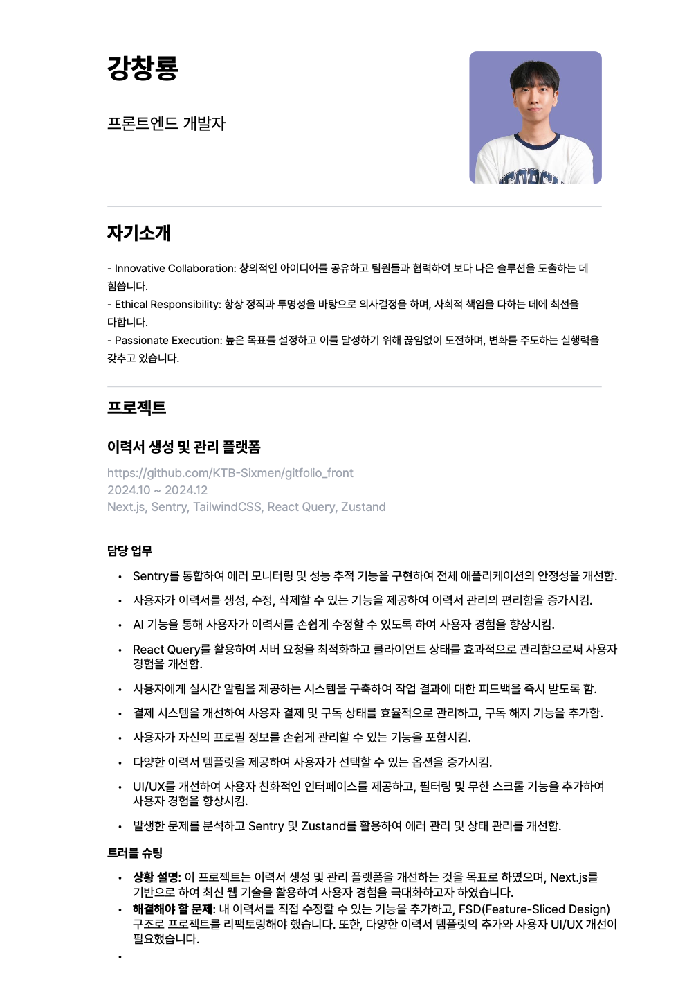 강창룡
프론트엔드 개발자
자기소개
- Innovative Collaboration: 창의적인 아이디어를 공유하고 팀원들과 협력하여 보다 나은 솔루션을 도출하는 데
힘씁니다.
- Ethical Responsibility: 항상 정직과 투명성을 바탕으로 의사결정을 하며, 사회적 책임을 다하는 데에 최선을
다합니다.
- Passionate Execution: 높은 목표를 설정하고 이를 달성하기 위해 끊임없이 도전하며, 변화를 주도하는 실행력을
갖추고 있습니다.
프로젝트
이력서 생성 및 관리 플랫폼
https://github.com/KTB-Sixmen/gitfolio_front
2024.10 ~ 2024.12
Next.js, Sentry, TailwindCSS, React Query, Zustand
담당 업무
• Sentry를 통합하여 에러 모니터링 및 성능 추적 기능을 구현하여 전체 애플리케이션의 안정성을 개선함.
• 사용자가 이력서를 생성, 수정, 삭제할 수 있는 기능을 제공하여 이력서 관리의 편리함을 증가시킴.
• AI 기능을 통해 사용자가 이력서를 손쉽게 수정할 수 있도록 하여 사용자 경험을 향상시킴.
• React Query를 활용하여 서버 요청을 최적화하고 클라이언트 상태를 효과적으로 관리함으로써 사용자
경험을 개선함.
• 사용자에게 실시간 알림을 제공하는 시스템을 구축하여 작업 결과에 대한 피드백을 즉시 받도록 함.
• 결제 시스템을 개선하여 사용자 결제 및 구독 상태를 효율적으로 관리하고, 구독 해지 기능을 추가함.
• 사용자가 자신의 프로필 정보를 손쉽게 관리할 수 있는 기능을 포함시킴.
• 다양한 이력서 템플릿을 제공하여 사용자가 선택할 수 있는 옵션을 증가시킴.
• UI/UX를 개선하여 사용자 친화적인 인터페이스를 제공하고, 필터링 및 무한 스크롤 기능을 추가하여
사용자 경험을 향상시킴.
• 발생한 문제를 분석하고 Sentry 및 Zustand를 활용하여 에러 관리 및 상태 관리를 개선함.
트러블 슈팅
• 상황 설명: 이 프로젝트는 이력서 생성 및 관리 플랫폼을 개선하는 것을 목표로 하였으며, Next.js를
기반으로 하여 최신 웹 기술을 활용하여 사용자 경험을 극대화하고자 하였습니다.
• 해결해야 할 문제: 내 이력서를 직접 수정할 수 있는 기능을 추가하고, FSD(Feature-Sliced Design)
구조로 프로젝트를 리팩토링해야 했습니다. 또한, 다양한 이력서 템플릿의 추가와 사용자 UI/UX 개선이
필요했습니다.
•